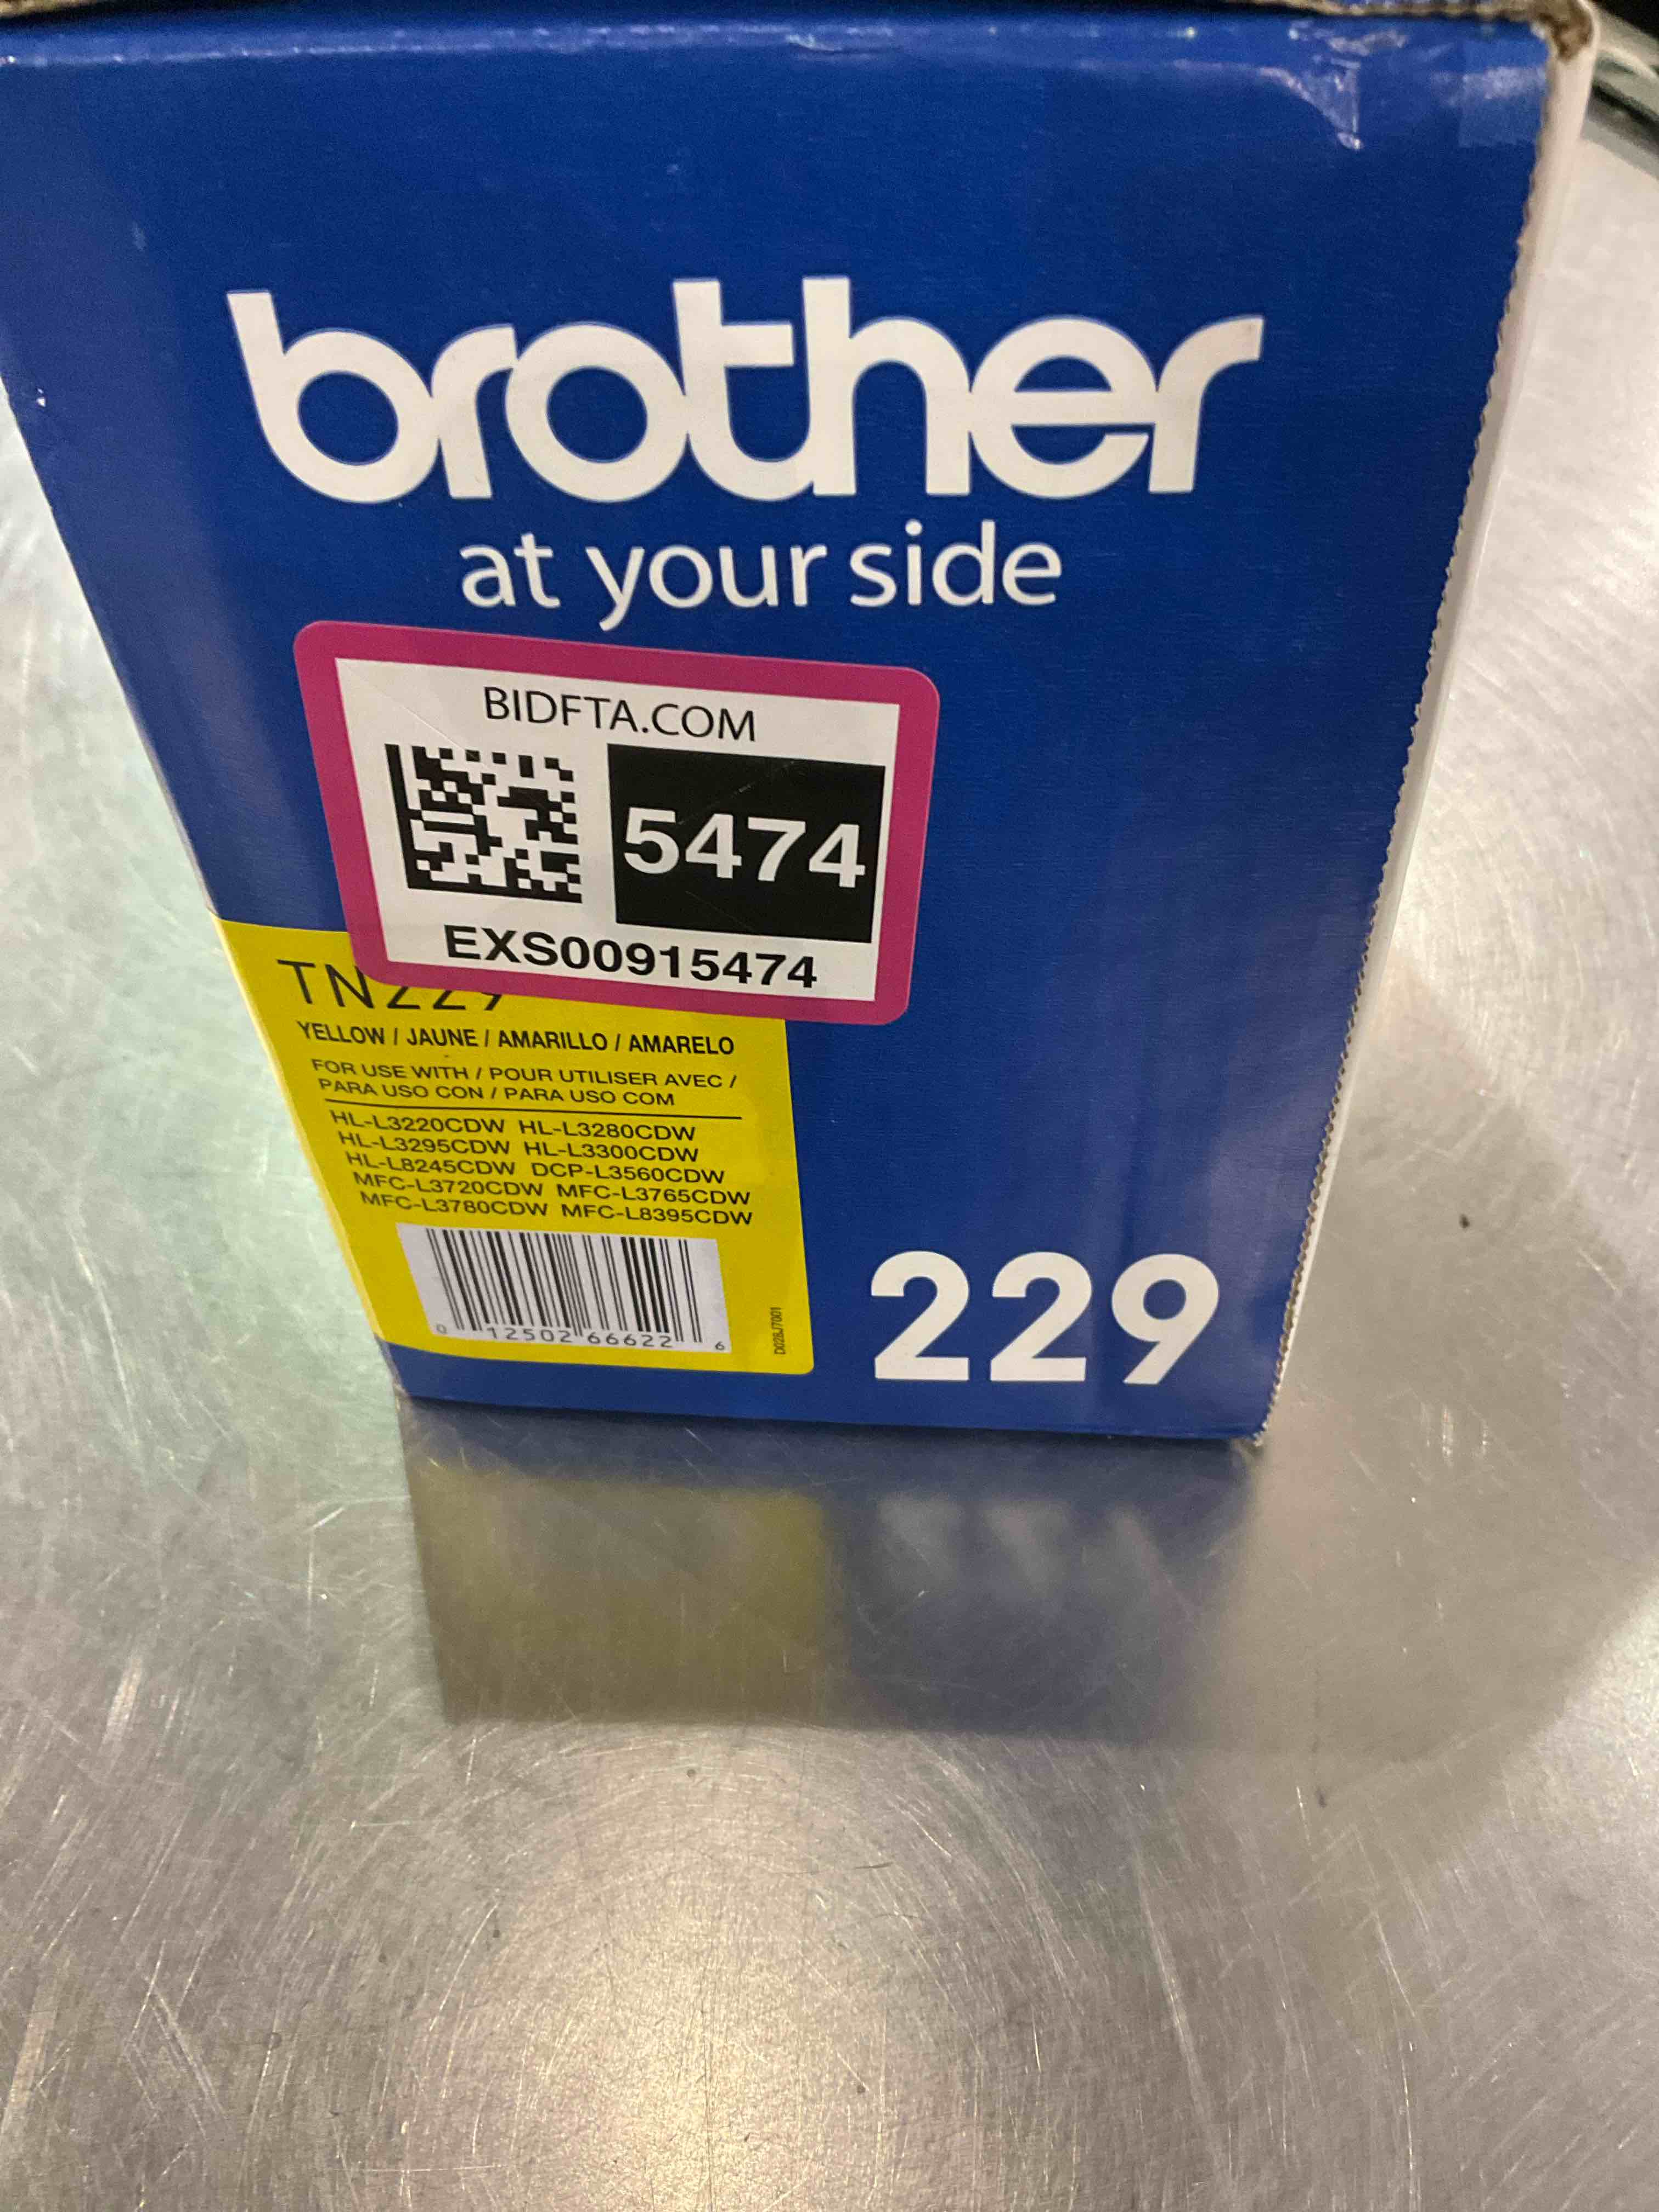 brother
at your side
BIDFTA.COM
5474
EXS00915474
TN229
YELLOW / JAUNE / AMARILLO / AMARELO
FOR USE WITH / POUR UTILISER AVEC /
PARA USO CON / PARA USO COM
HL-L3220CDW HL-L3280CDW
HL-L3295CDW HL-L3300CDW
HL-L8245CDW DCP-L3560CDW
MFC-L3720CDW MFC-L3765CDW
MFC-L3780CDW MFC-L8395CDW
0 12502 66622 6
D028J7001
229